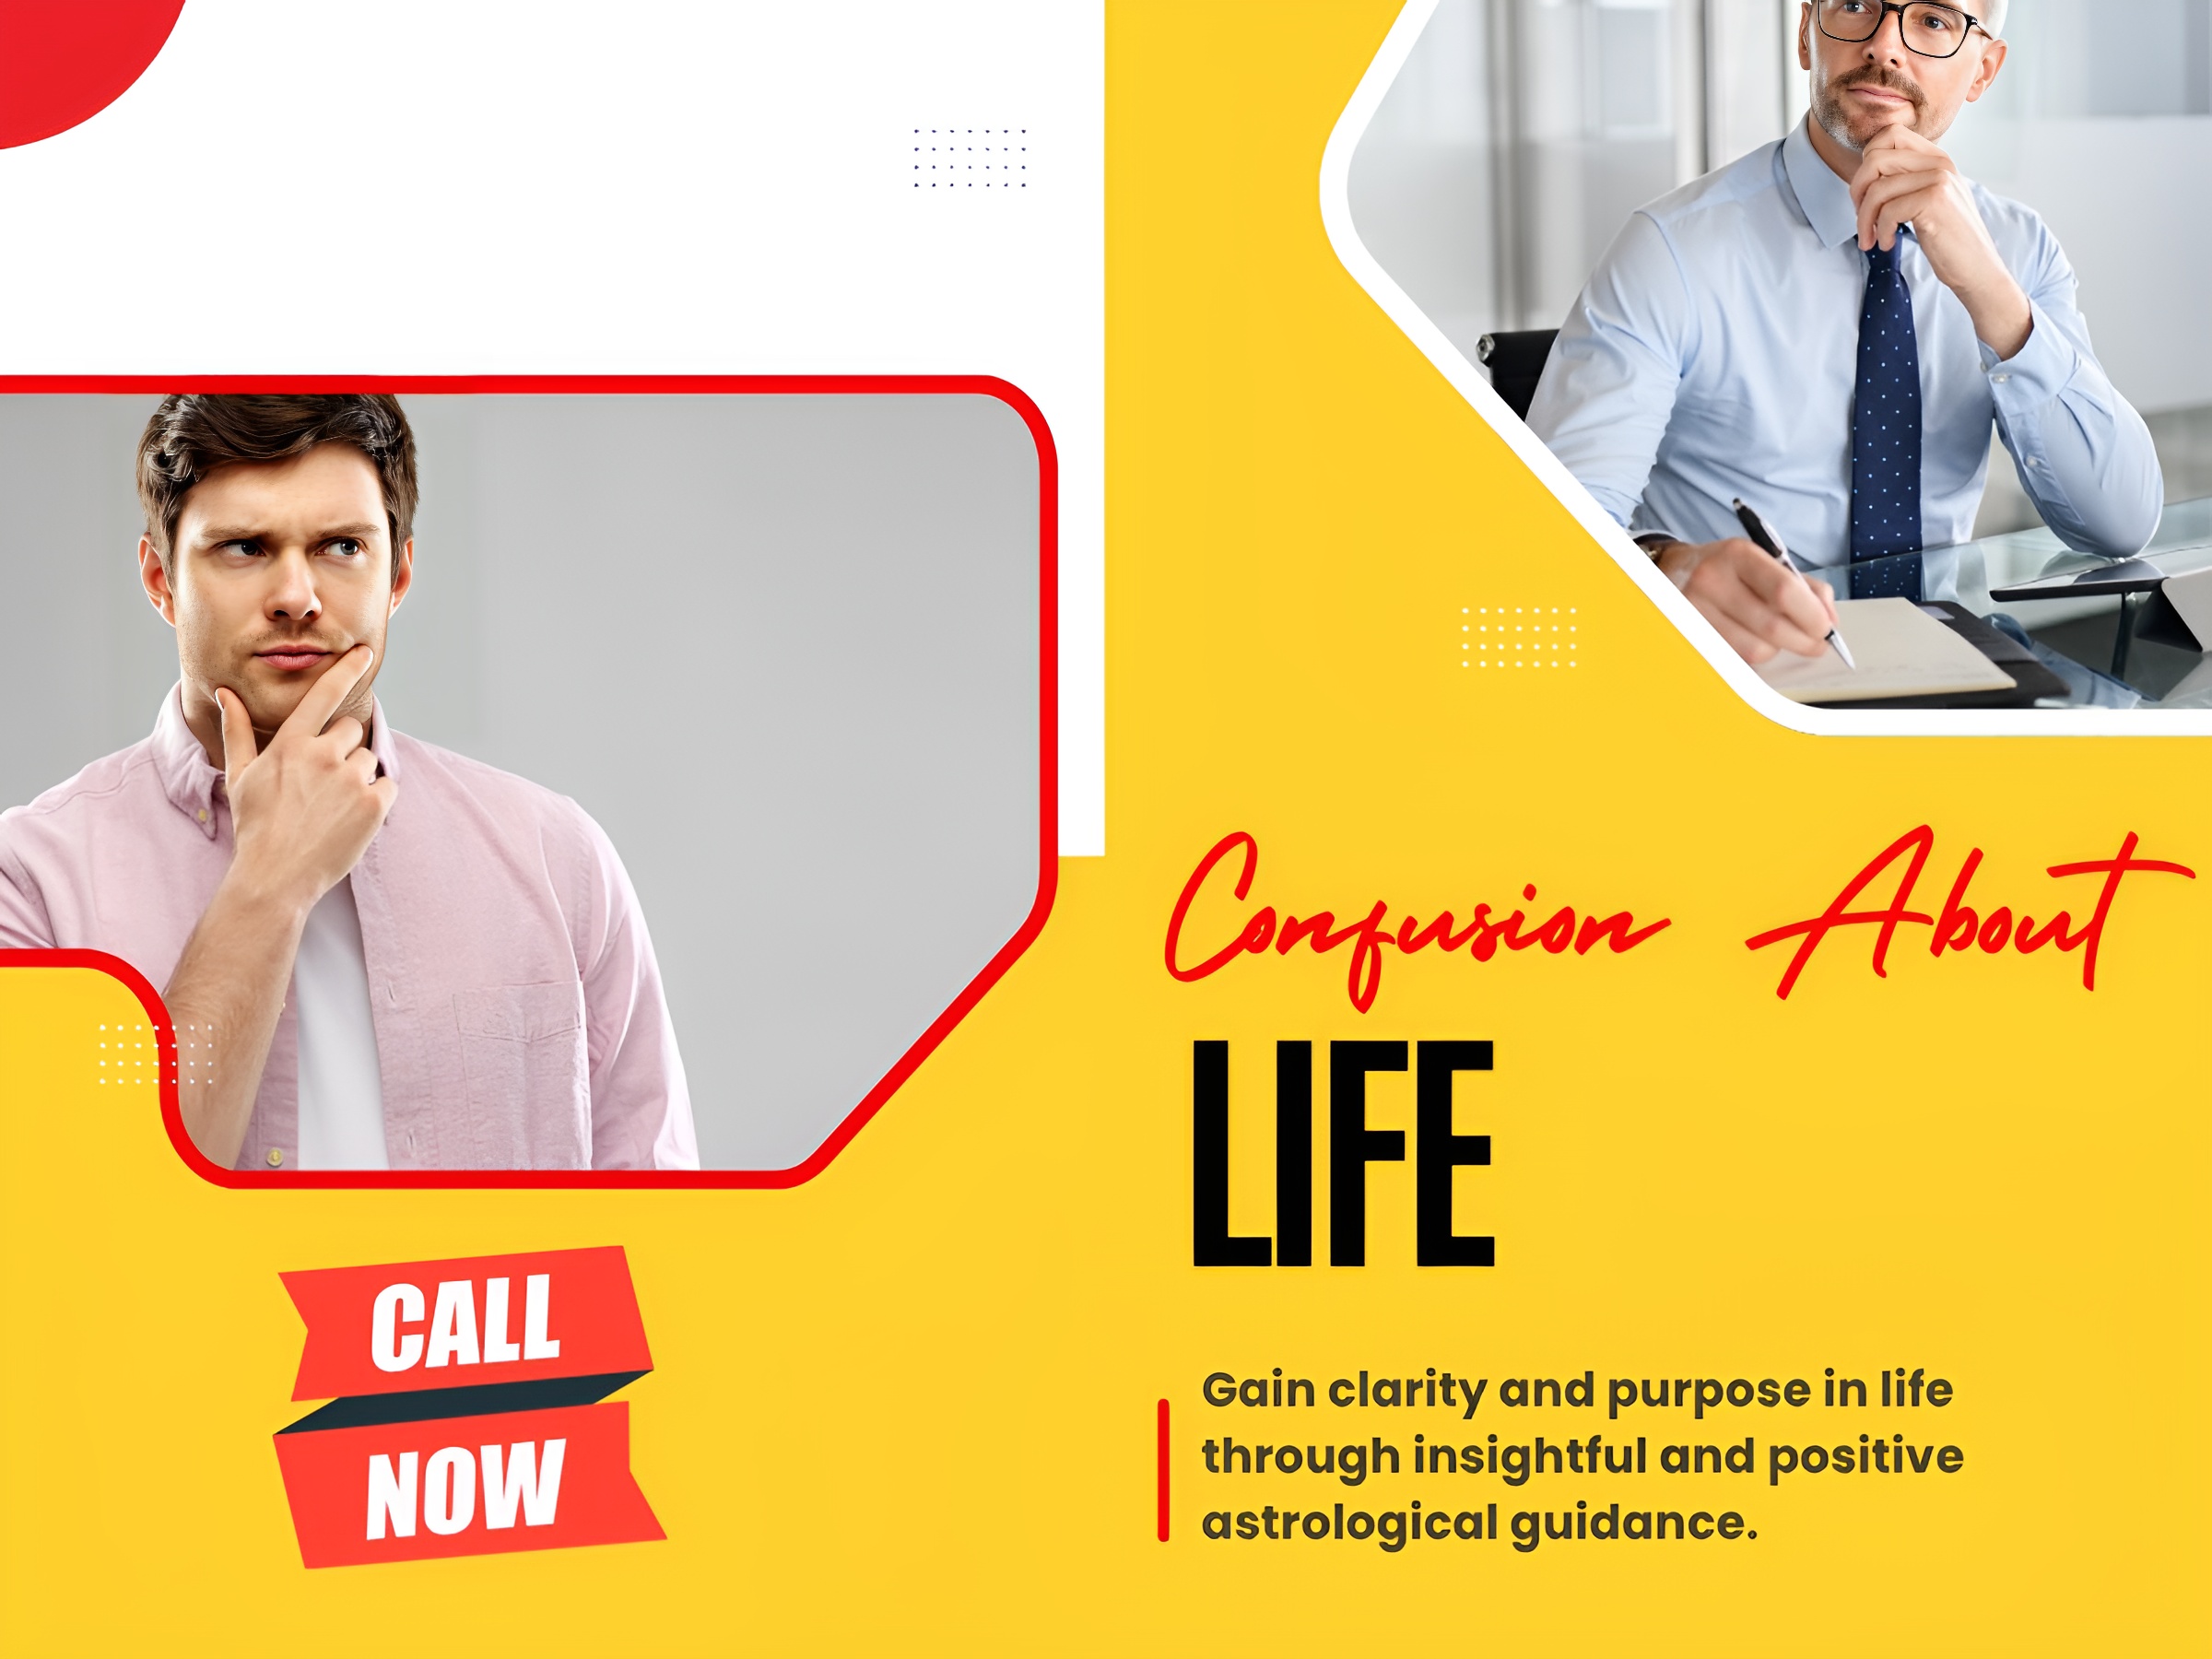 Confusion About
LIFE
Gain clarity and purpose in life
through insightful and positive
astrological guidance.
CALL
NOW